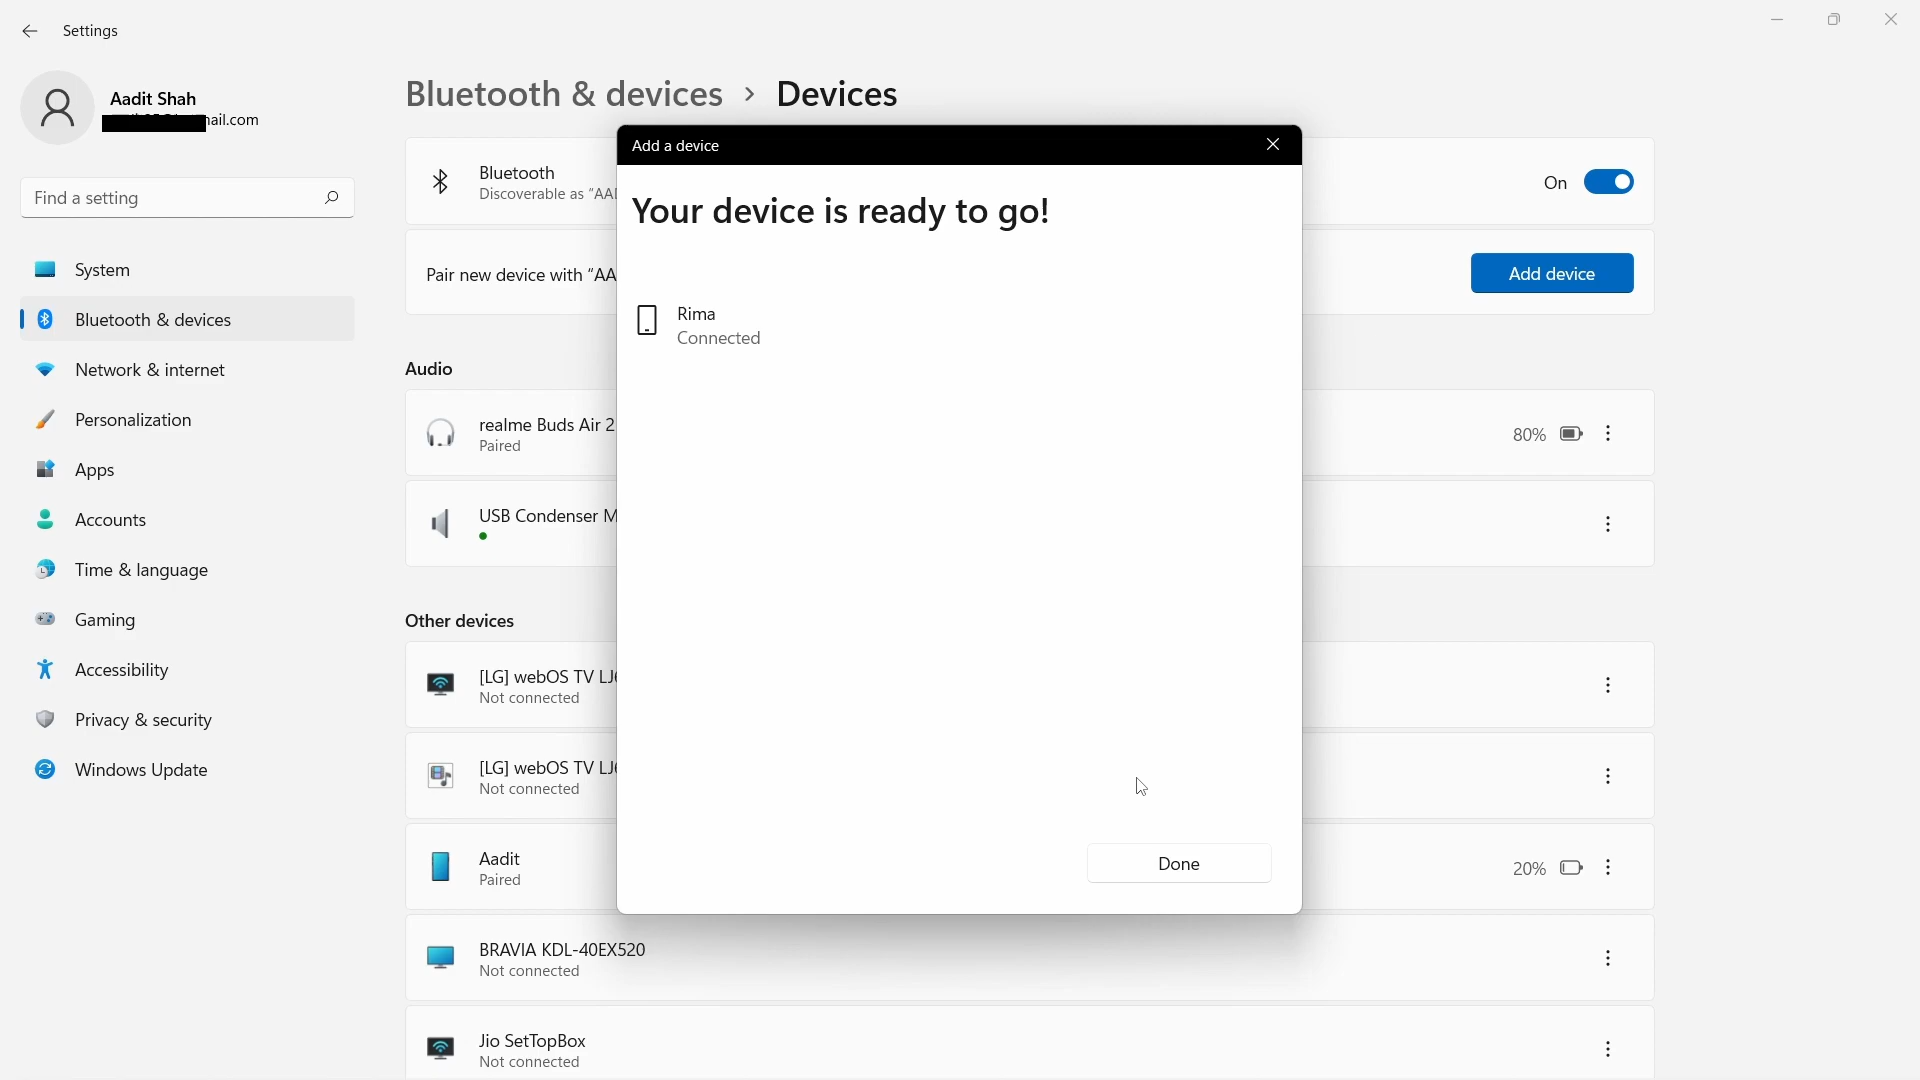 Settings
Aadit Shah
ail.com
Find a setting
System
Bluetooth & devices
Network & internet
Personalization
Apps
Accounts
Time & language
Gaming
Accessibility
Privacy & security
Windows Update
Bluetooth & devices > Devices
Bluetooth
Discoverable as “AA
On
Pair new device with “AA
Add device
Audio
realme Buds Air 2
Paired
80%
USB Condenser M
Other devices
[LG] webOS TV LJ6
Not connected
[LG] webOS TV LJ6
Not connected
Aadit
Paired
20%
BRAVIA KDL-40EX520
Not connected
Jio SetTopBox
Not connected
Add a device
Your device is ready to go!
Rima
Connected
Done